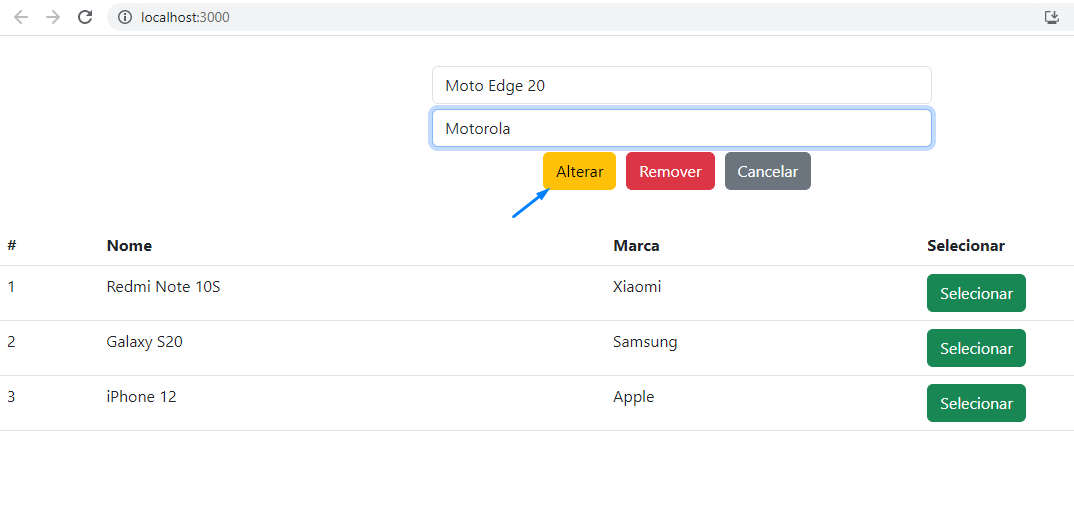 localhost:3000
Moto Edge 20
Motorola
Alterar Remover Cancelar
# Nome Marca Selecionar
1 Redmi Note 10S Xiaomi Selecionar
2 Galaxy S20 Samsung Selecionar
3 iPhone 12 Apple Selecionar